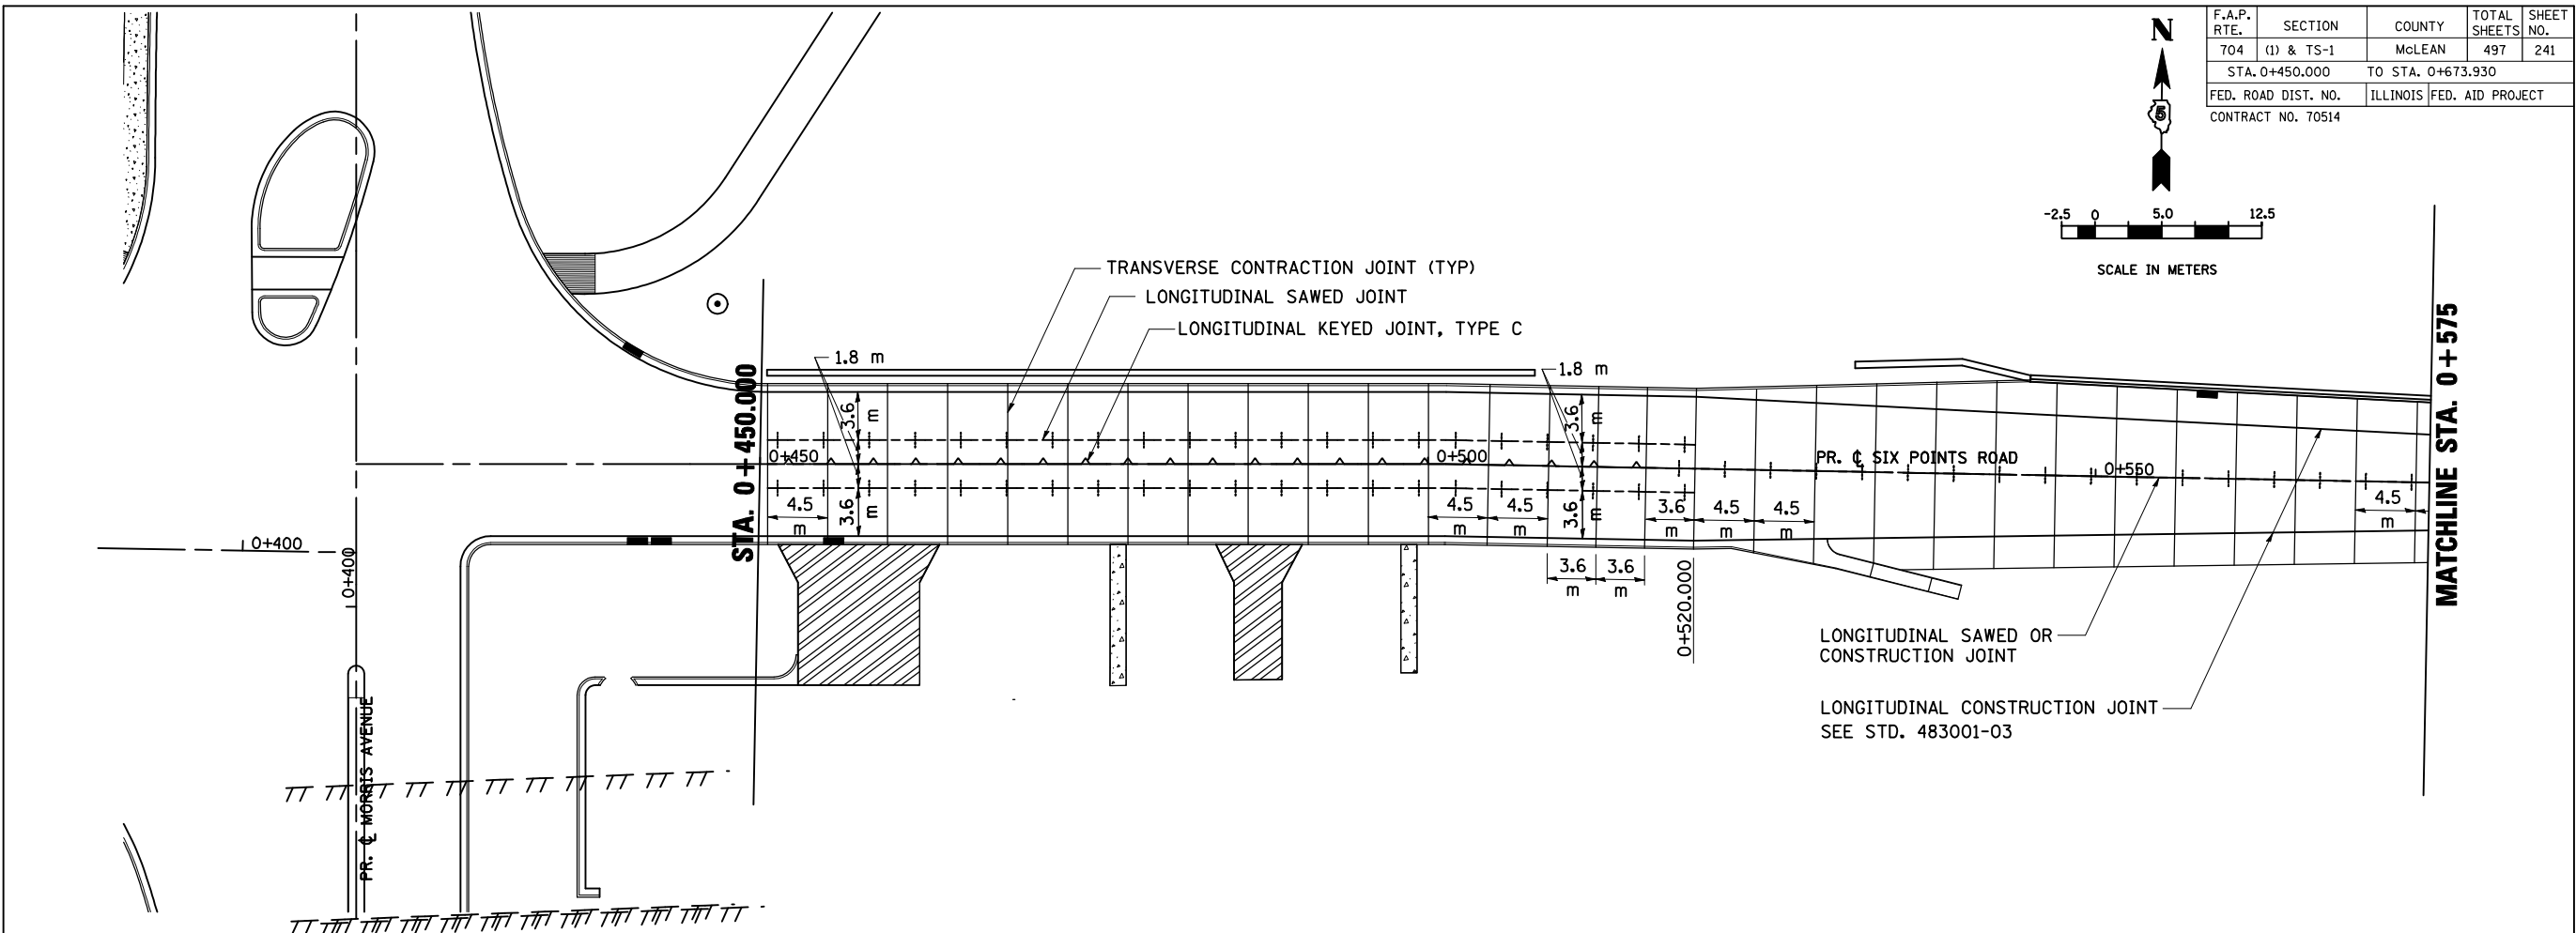 F.A.P. RTE. SECTION COUNTY TOTAL SHEETS SHEET NO.
704 (1) & TS-1 McLEAN 497 241
STA. 0+450.000 TO STA. 0+673.930
FED. ROAD DIST. NO. ILLINOIS FED. AID PROJECT
CONTRACT NO. 70514
N
5
-2.5 0 5.0 12.5
SCALE IN METERS
TRANSVERSE CONTRACTION JOINT (TYP)
LONGITUDINAL SAWED JOINT
LONGITUDINAL KEYED JOINT, TYPE C
1.8 m
1.8 m
3.6 m
3.6 m
STA. 0+450.000
MATCHLINE STA. 0+575
0+450
0+500
PR. ℄ SIX POINTS ROAD
0+550
4.5 m
3.6 m
4.5 m
4.5 m
3.6 m
3.6 m
4.5 m
4.5 m
4.5 m
3.6 m
3.6 m
0+400
0+400
0+520.000
LONGITUDINAL SAWED OR
CONSTRUCTION JOINT
LONGITUDINAL CONSTRUCTION JOINT
SEE STD. 483001-03
PR. ℄ MORRIS AVENUE